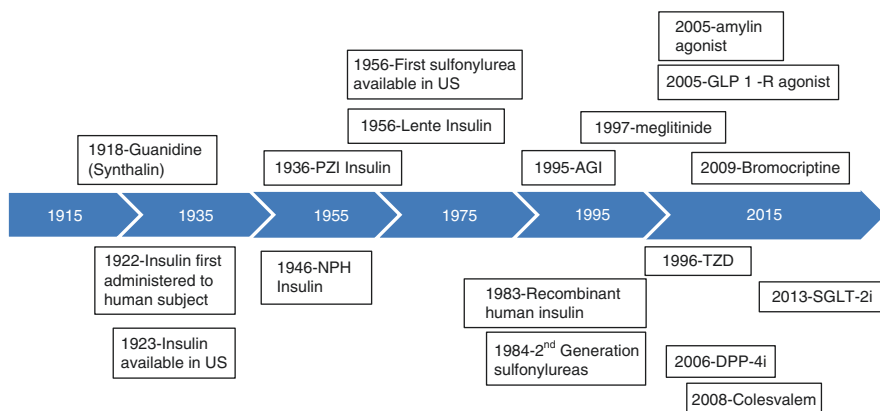 2005-amylin
agonist
1956-First sulfonylurea
available in US
2005-GLP 1 -R agonist
1956-Lente Insulin
1997-meglitinide
1918-Guanidine
(Synthalin)
1936-PZI Insulin
1995-AGI
2009-Bromocriptine
1915
1935
1955
1975
1995
2015
1922-Insulin first
administered to
human subject
1946-NPH
Insulin
1996-TZD
1983-Recombinant
human insulin
2013-SGLT-2i
1923-Insulin
available in US
1984-2nd Generation
sulfonylureas
2006-DPP-4i
2008-Colesvalem